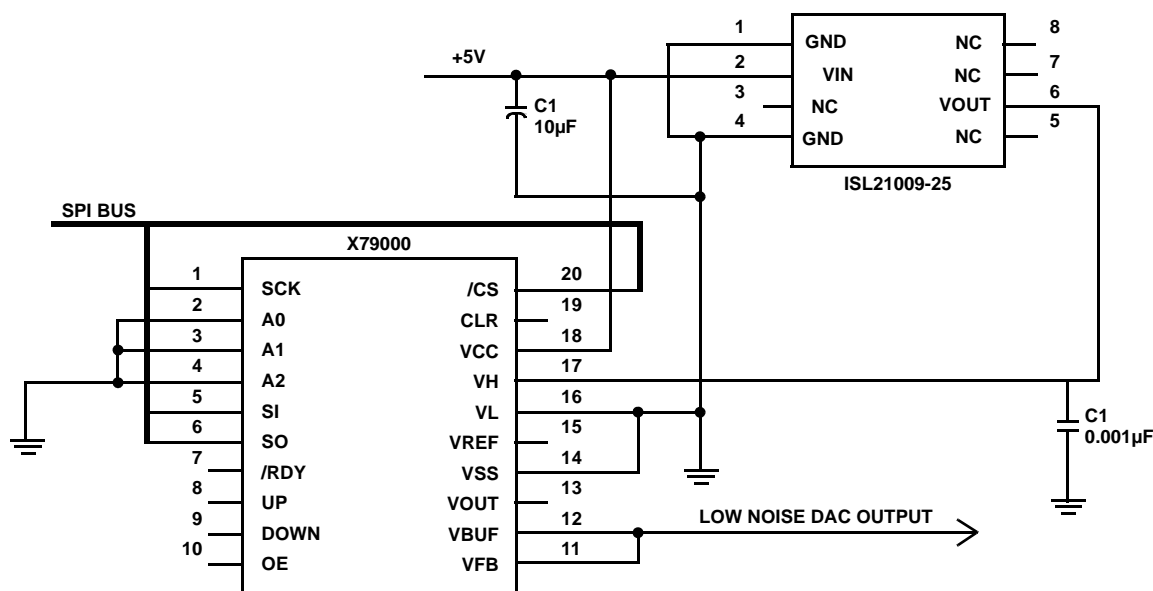 +5V
C1
10µF
1
2
3
4
GND
VIN
NC
GND
NC
NC
VOUT
NC
8
7
6
5
ISL21009-25
SPI BUS
X79000
1
2
3
4
5
6
7
8
9
10
SCK
A0
A1
A2
SI
SO
/RDY
UP
DOWN
OE
/CS
CLR
VCC
VH
VL
VREF
VSS
VOUT
VBUF
VFB
20
19
18
17
16
15
14
13
12
11
C1
0.001µF
LOW NOISE DAC OUTPUT